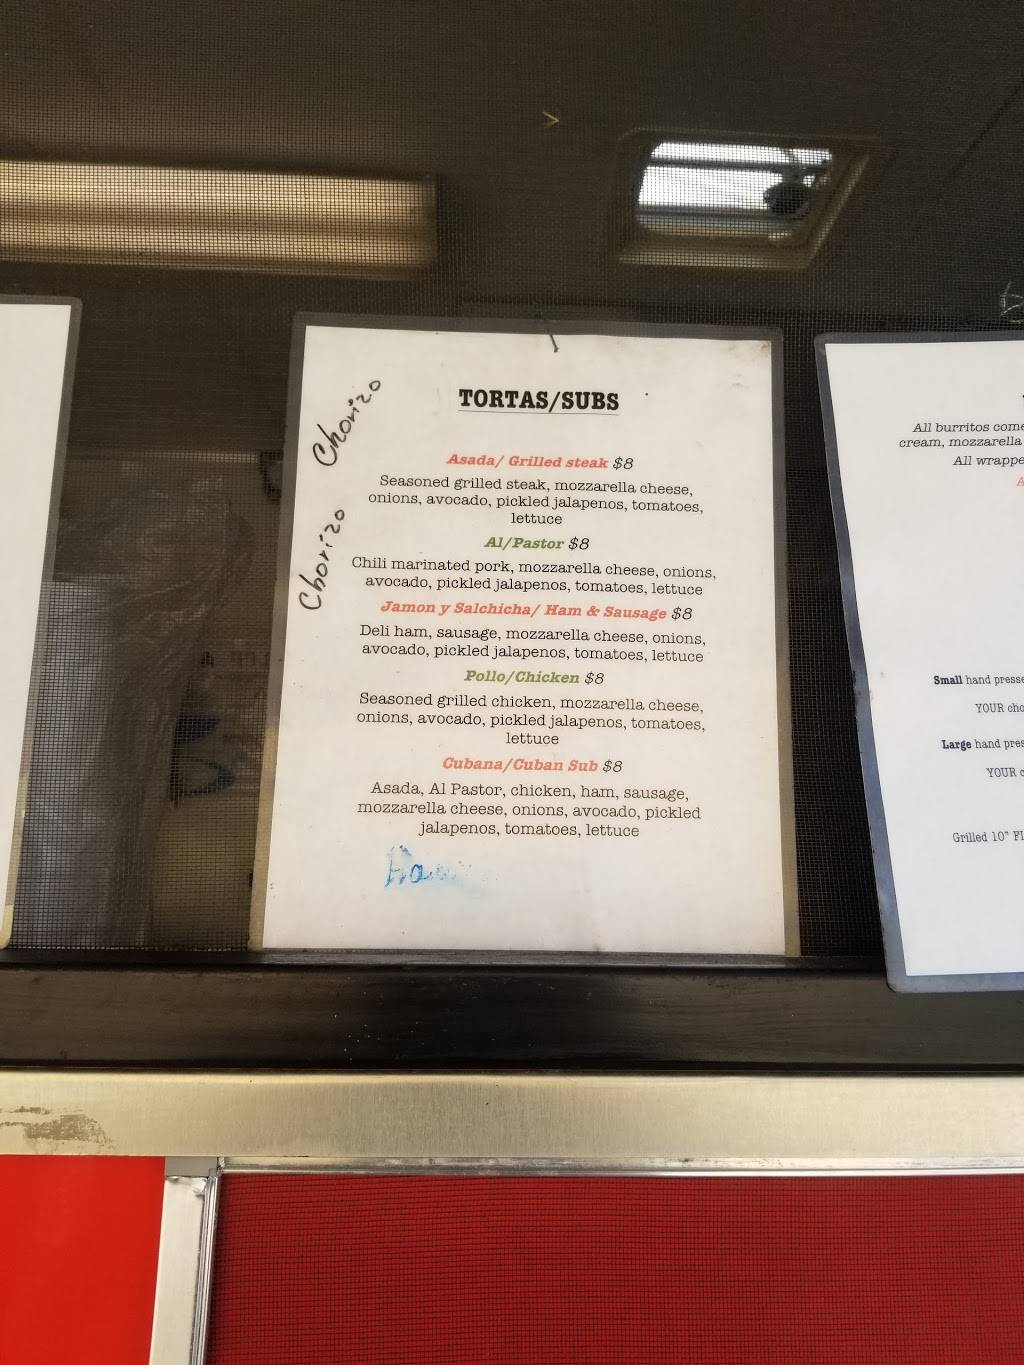 TORTAS/SUBS
Chorizo
Chorizo
Asada/ Grilled steak $8
Seasoned grilled steak, mozzarella cheese,
onions, avocado, pickled jalapenos, tomatoes,
lettuce
Al/Pastor $8
Chili marinated pork, mozzarella cheese, onions,
avocado, pickled jalapenos, tomatoes, lettuce
Jamon y Salchicha/ Ham & Sausage $8
Deli ham, sausage, mozzarella cheese, onions,
avocado, pickled jalapenos, tomatoes, lettuce
Pollo/Chicken $8
Seasoned grilled chicken, mozzarella cheese,
onions, avocado, pickled jalapenos, tomatoes,
lettuce
Cubana/Cuban Sub $8
Asada, Al Pastor, chicken, ham, sausage,
mozzarella cheese, onions, avocado, pickled
jalapenos, tomatoes, lettuce
All burritos come
cream, mozzarella
All
Small hand
YOUR
Large hand
YOUR
Grilled 10"